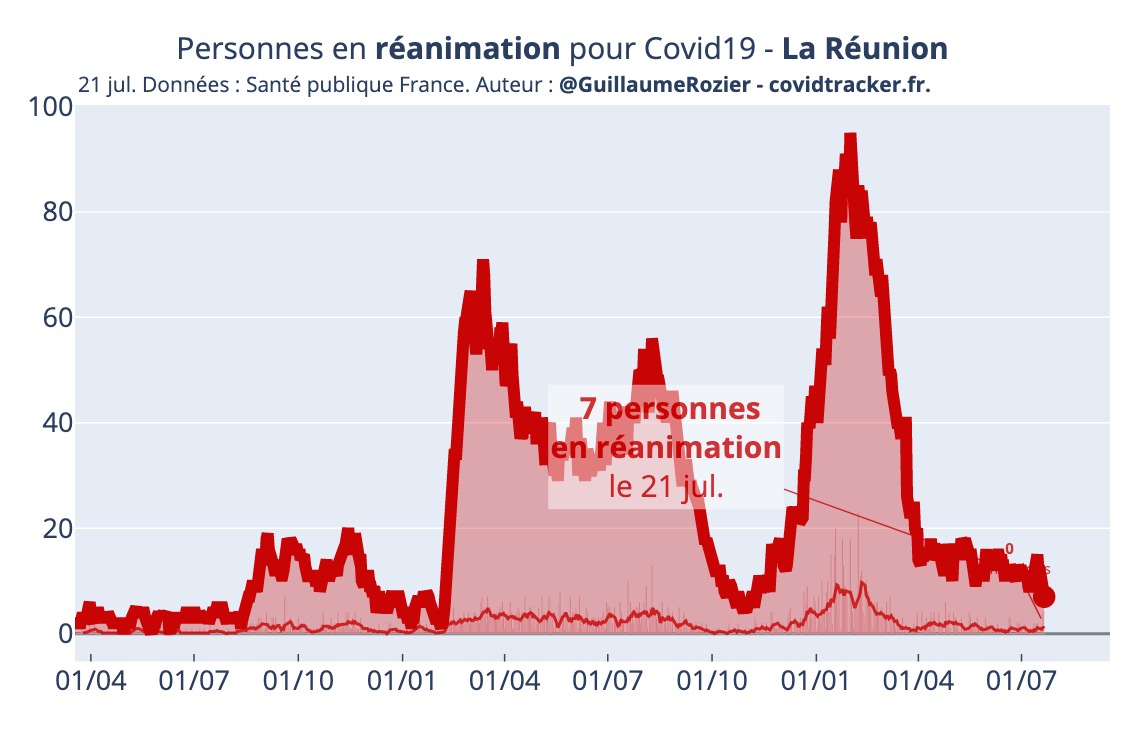 Personnes en réanimation pour Covid19 - La Réunion
21 jul. Données : Santé publique France. Auteur : @GuillaumeRozier - covidtracker.fr.
100
80
60
40
20
0
7 personnes
en réanimation
le 21 jul.
0
01/04 01/07 01/10 01/01 01/04 01/07 01/10 01/01 01/04 01/07